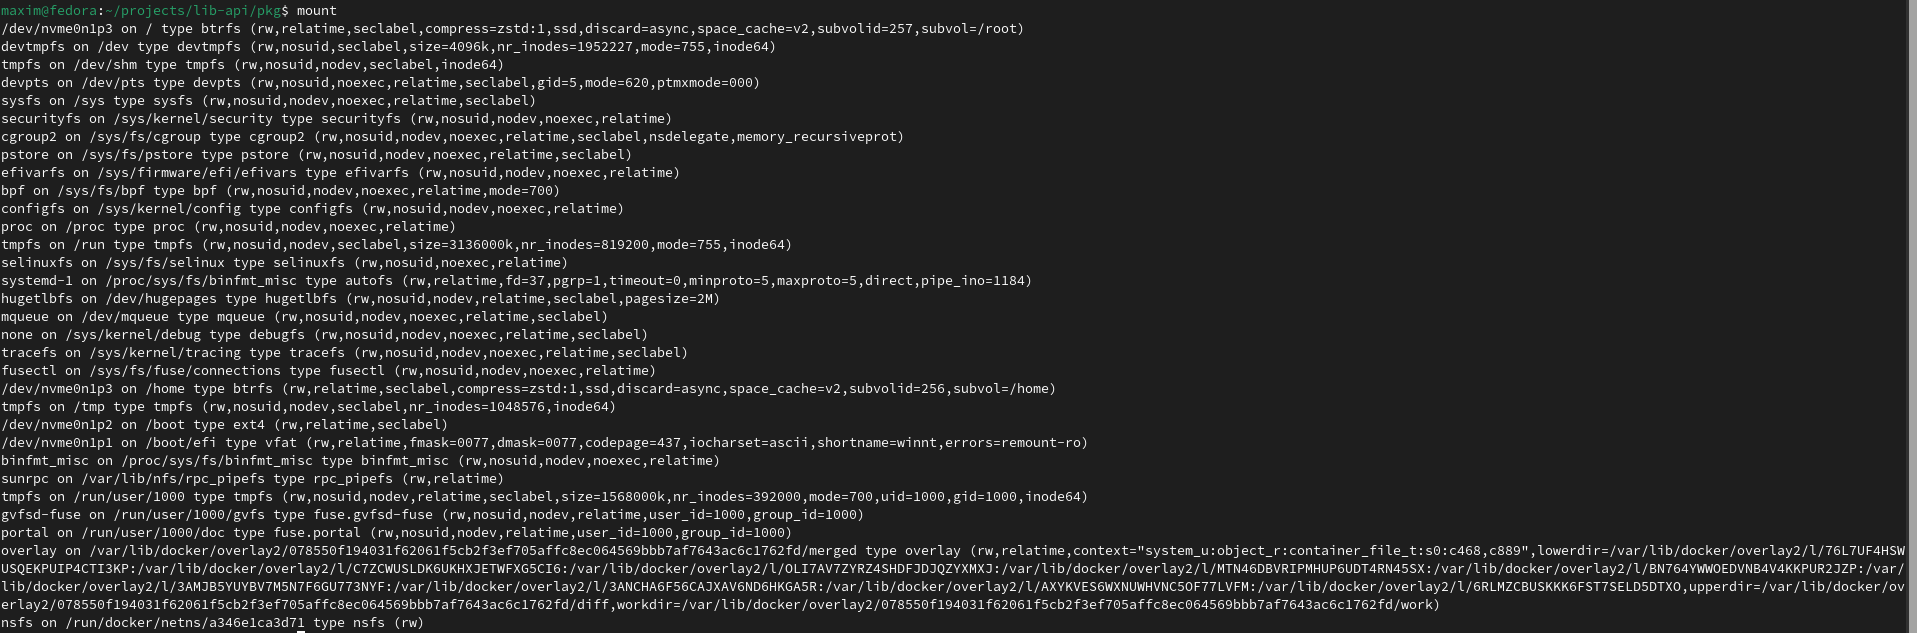 maxim@fedora:~/projects/lib-api/pkg$ mount
/dev/nvme0n1p3 on / type btrfs (rw,relatime,seclabel,compress=zstd:1,ssd,discard=async,space_cache=v2,subvolid=257,subvol=/root)
devtmpfs on /dev type devtmpfs (rw,nosuid,seclabel,size=4096k,nr_inodes=1952227,mode=755,inode64)
tmpfs on /dev/shm type tmpfs (rw,nosuid,nodev,seclabel,inode64)
devpts on /dev/pts type devpts (rw,nosuid,noexec,relatime,seclabel,gid=5,mode=620,ptmxmode=000)
sysfs on /sys type sysfs (rw,nosuid,nodev,noexec,relatime,seclabel)
securityfs on /sys/kernel/security type securityfs (rw,nosuid,nodev,noexec,relatime)
cgroup2 on /sys/fs/cgroup type cgroup2 (rw,nosuid,nodev,noexec,relatime,seclabel,nsdelegate,memory_recursiveprot)
pstore on /sys/fs/pstore type pstore (rw,nosuid,nodev,noexec,relatime,seclabel)
efivarfs on /sys/firmware/efi/efivars type efivarfs (rw,nosuid,nodev,noexec,relatime)
bpf on /sys/fs/bpf type bpf (rw,nosuid,nodev,noexec,relatime,mode=700)
configfs on /sys/kernel/config type configfs (rw,nosuid,nodev,noexec,relatime)
proc on /proc type proc (rw,nosuid,nodev,noexec,relatime)
tmpfs on /run type tmpfs (rw,nosuid,nodev,seclabel,size=3136000k,nr_inodes=819200,mode=755,inode64)
selinuxfs on /sys/fs/selinux type selinuxfs (rw,nosuid,noexec,relatime)
systemd-1 on /proc/sys/fs/binfmt_misc type autofs (rw,relatime,fd=37,pgrp=1,timeout=0,minproto=5,maxproto=5,direct,pipe_ino=1184)
hugetlbfs on /dev/hugepages type hugetlbfs (rw,nosuid,nodev,relatime,seclabel,pagesize=2M)
mqueue on /dev/mqueue type mqueue (rw,nosuid,nodev,noexec,relatime,seclabel)
none on /sys/kernel/debug type debugfs (rw,nosuid,nodev,noexec,relatime,seclabel)
tracefs on /sys/kernel/tracing type tracefs (rw,nosuid,nodev,noexec,relatime,seclabel)
fusectl on /sys/fs/fuse/connections type fusectl (rw,nosuid,nodev,noexec,relatime)
/dev/nvme0n1p3 on /home type btrfs (rw,relatime,seclabel,compress=zstd:1,ssd,discard=async,space_cache=v2,subvolid=256,subvol=/home)
tmpfs on /tmp type tmpfs (rw,nosuid,nodev,seclabel,nr_inodes=1048576,inode64)
/dev/nvme0n1p2 on /boot type ext4 (rw,relatime,seclabel)
/dev/nvme0n1p1 on /boot/efi type vfat (rw,relatime,fmask=0077,dmask=0077,codepage=437,iocharset=ascii,shortname=winnt,errors=remount-ro)
binfmt_misc on /proc/sys/fs/binfmt_misc type binfmt_misc (rw,nosuid,nodev,noexec,relatime)
sunrpc on /var/lib/nfs/rpc_pipefs type rpc_pipefs (rw,relatime)
tmpfs on /run/user/1000 type tmpfs (rw,nosuid,nodev,relatime,seclabel,size=1568000k,nr_inodes=392000,mode=700,uid=1000,gid=1000,inode64)
gvfsd-fuse on /run/user/1000/gvfs type fuse.gvfsd-fuse (rw,nosuid,nodev,relatime,user_id=1000,group_id=1000)
portal on /run/user/1000/doc type fuse.portal (rw,nosuid,nodev,relatime,user_id=1000,group_id=1000)
overlay on /var/lib/docker/overlay2/078550f194031f62061f5cb2f3ef705affc8ec064569bbb7af7643ac6c1762fd/merged type overlay (rw,relatime,context="system_u:object_r:container_file_t:s0:c468,c889",lowerdir=/var/lib/docker/overlay2/l/76L7UF4HSW
USQEKPUIP4CTI3KP:/var/lib/docker/overlay2/l/C7ZCWUSLDK6UKHXJETWFXG5CI6:/var/lib/docker/overlay2/l/OLI7AV7ZYRZ4SHDFJDJQZYXMXJ:/var/lib/docker/overlay2/l/MTN46DBVRIPMHUP6UDT4RN45SX:/var/lib/docker/overlay2/l/BN764YWWOEDVNB4V4KKPUR2JZP:/var/
lib/docker/overlay2/l/3AMJB5YUYBV7M5N7F6GU773NYF:/var/lib/docker/overlay2/l/3ANCHA6F56CAJXAV6ND6HKGA5R:/var/lib/docker/overlay2/l/AXYKVES6WXNUWHVNC5OF77LVFM:/var/lib/docker/overlay2/l/6RLMZCBUSKKK6FST7SELD5DTXO,upperdir=/var/lib/docker/ov
erlay2/078550f194031f62061f5cb2f3ef705affc8ec064569bbb7af7643ac6c1762fd/diff,workdir=/var/lib/docker/overlay2/078550f194031f62061f5cb2f3ef705affc8ec064569bbb7af7643ac6c1762fd/work)
nsfs on /run/docker/netns/a346e1ca3d71 type nsfs (rw)